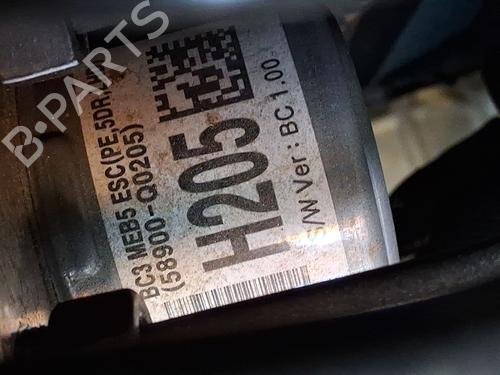 B-PARTS
BC3 MEB5 ESC(PE,5DR,
(58900-Q0205)
H205
S/W Ver : BC 1.00